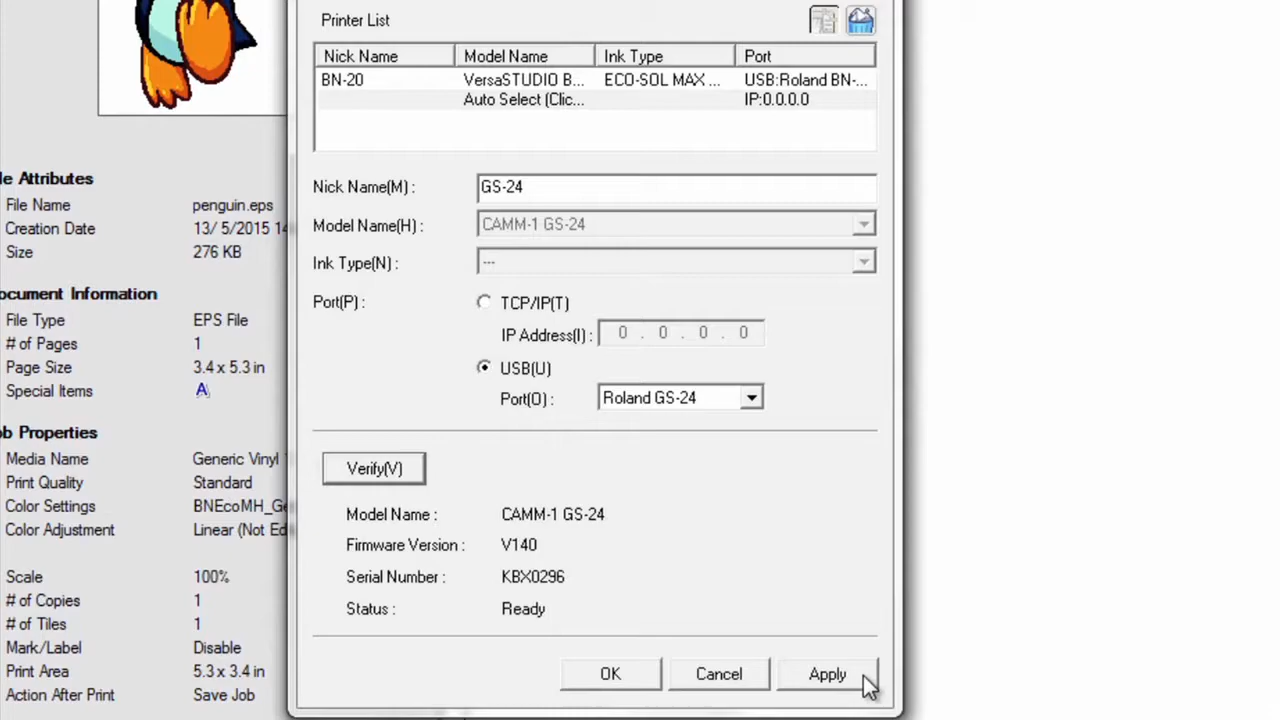 Printer List
Nick Name Model Name Ink Type Port
BN-20 VersaSTUDIO B... ECO-SOL MAX ... USB:Roland BN-...
Auto Select (Clic... IP:0.0.0.0
Nick Name(M) : GS-24
Model Name(H) : CAMM-1 GS-24
Ink Type(N) : ---
Port(P) : TCP/IP(T)
IP Address(I) : 0 . 0 . 0 . 0
USB(U)
Port(O) : Roland GS-24
Verify(V)
Model Name : CAMM-1 GS-24
Firmware Version : V140
Serial Number : KBX0296
Status : Ready
OK Cancel Apply
le Attributes
File Name penguin.eps
Creation Date 13/ 5/2015 14
Size 276 KB
ocument Information
File Type EPS File
# of Pages 1
Page Size 3.4 x 5.3 in
Special Items A
ob Properties
Media Name Generic Vinyl
Print Quality Standard
Color Settings BNEcoMH_Ge
Color Adjustment Linear (Not Ed
Scale 100%
# of Copies 1
# of Tiles 1
Mark/Label Disable
Print Area 5.3 x 3.4 in
Action After Print Save Job